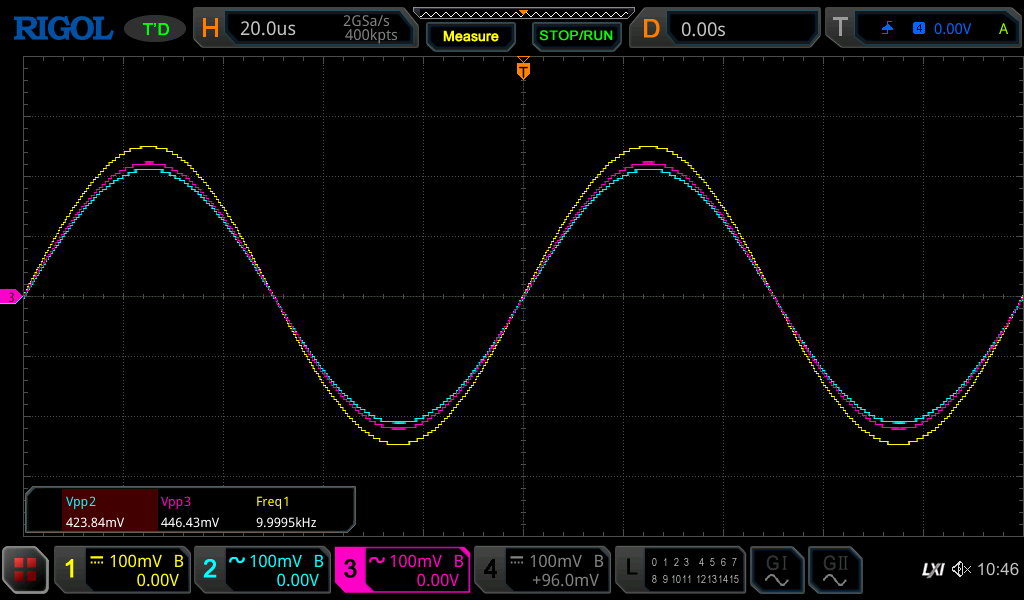 RIGOL T'D H 20.0us 2GSa/s 400kpts Measure STOP/RUN D 0.00s T 4 0.00V A
T
3
Vpp2 Vpp3 Freq1
423.84mV 446.43mV 9.9995kHz
1 100mV B 0.00V
2 100mV B 0.00V
3 100mV B 0.00V
4 100mV B +96.0mV
L 0 1 2 3 4 5 6 7
8 9 10 11 12 13 14 15
GI GII
LXI 10:46